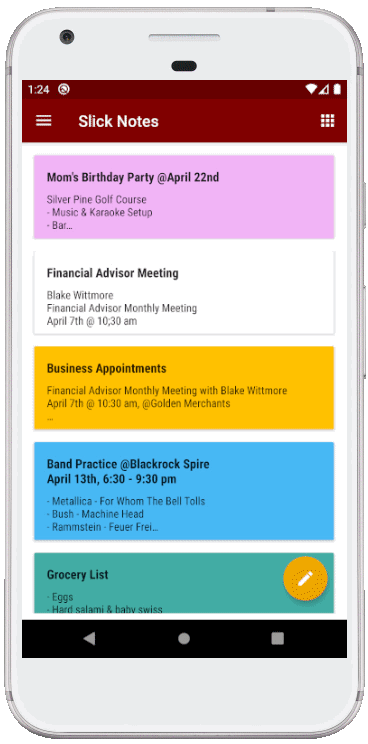 1:24
Slick Notes
Mom's Birthday Party @April 22nd
Silver Pine Golf Course
- Music & Karaoke Setup
- Bar...
Financial Advisor Meeting
Blake Wittmore
Financial Advisor Monthly Meeting
April 7th @ 10;30 am
Business Appointments
Financial Advisor Monthly Meeting with Blake Wittmore
April 7th @ 10:30 am, @Golden Merchants
...
Band Practice @Blackrock Spire
April 13th, 6:30 - 9:30 pm
- Metallica - For Whom The Bell Tolls
- Bush - Machine Head
- Rammstein - Feuer Frei...
Grocery List
- Eggs
- Hard salami & baby swiss